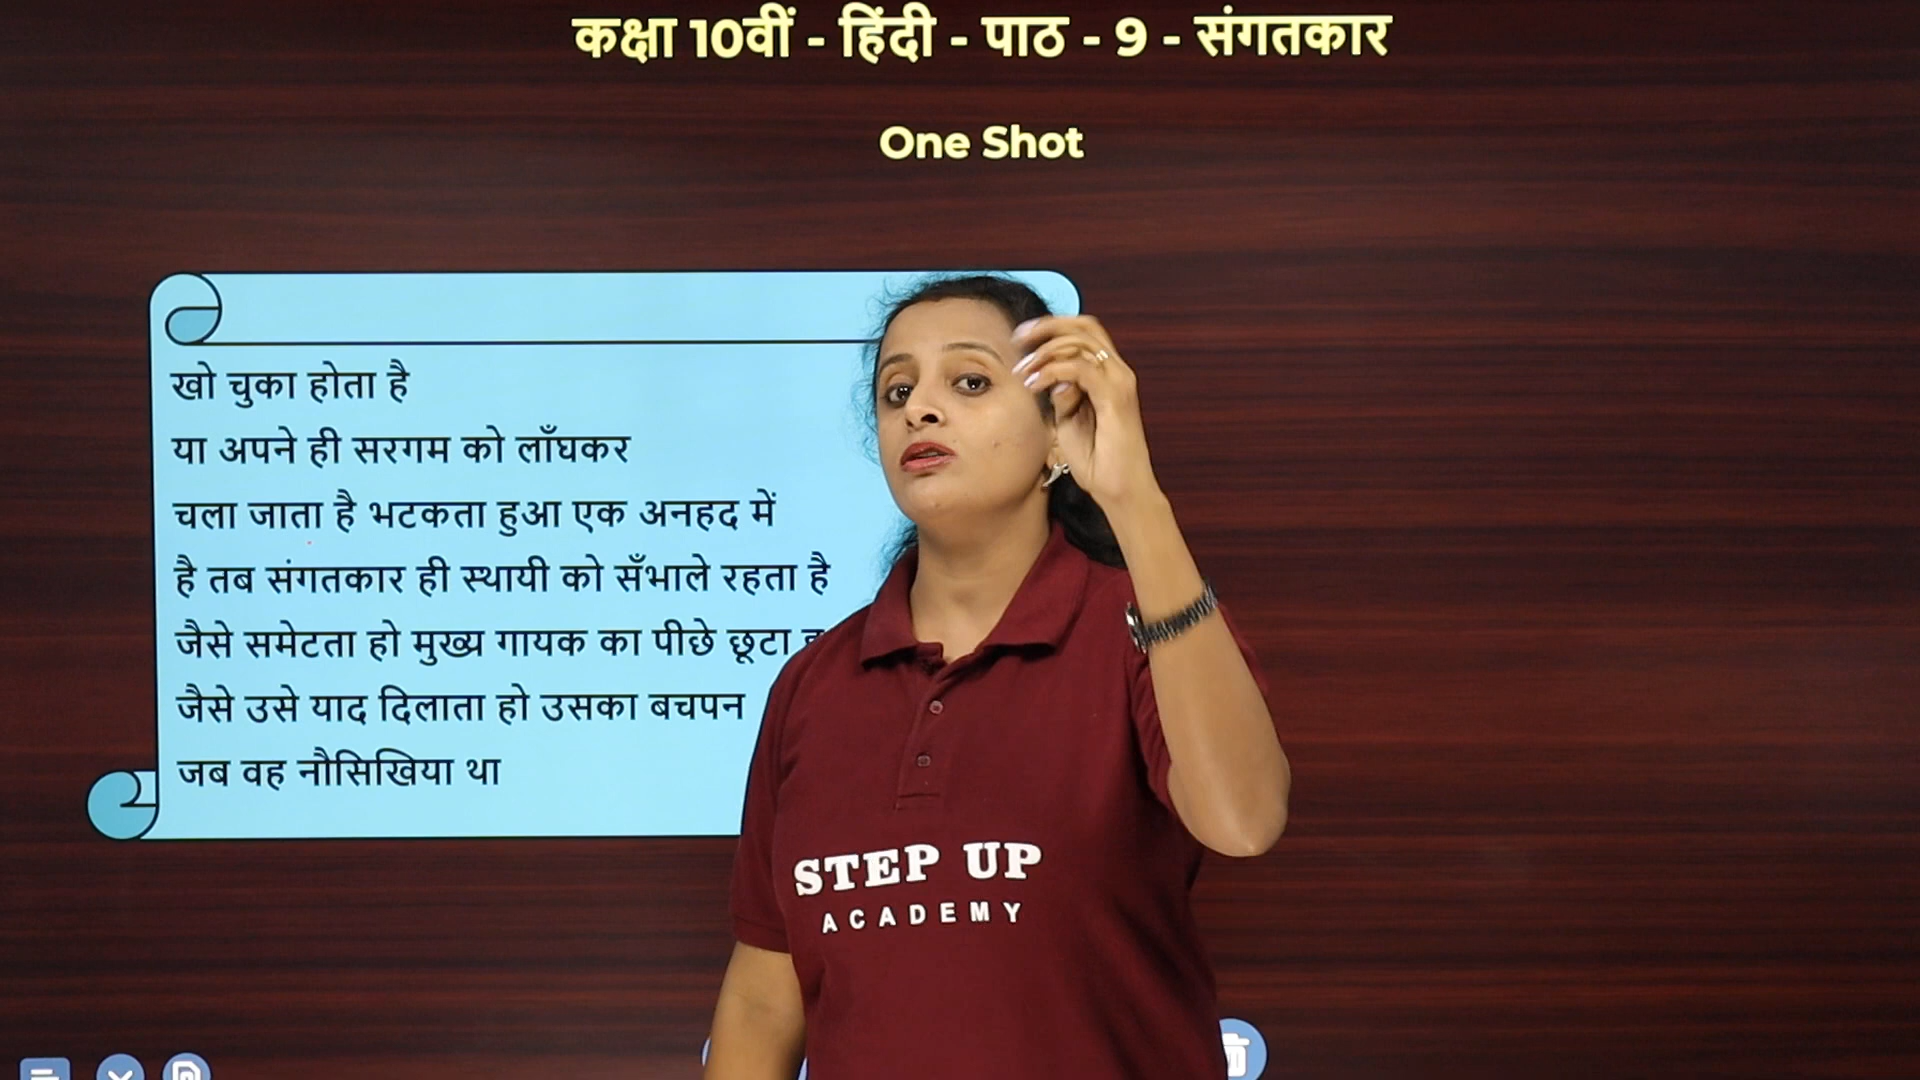 कक्षा 10वीं - हिंदी - पाठ - 9 - संगतकार
One Shot
खो चुका होता है
या अपने ही सरगम को लाँघकर
चला जाता है भटकता हुआ एक अनहद में
है तब संगतकार ही स्थायी को सँभाले रहता है
जैसे समेटता हो मुख्य गायक का पीछे छूटा
जैसे उसे याद दिलाता हो उसका बचपन
जब वह नौसिखिया था
STEP UP
ACADEMY